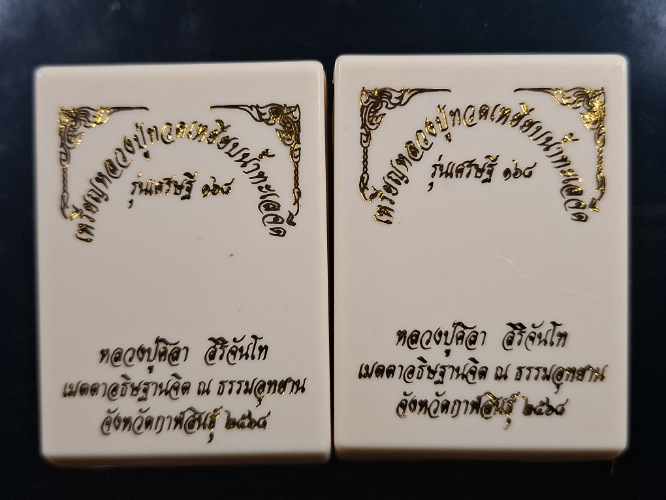 เหรียญหลวงปู่ทวดเหยียบน้ำทะเลจืด
รุ่นเศรษฐี ๑๖๘
หลวงปู่ศิลา สิริจันโท
เมตตาอธิษฐานจิต ณ ธรรมอุทยาน
จังหวัดกาฬสินธุ์ ๒๕๖๘
เหรียญหลวงปู่ทวดเหยียบน้ำทะเลจืด
รุ่นเศรษฐี ๑๖๘
หลวงปู่ศิลา สิริจันโท
เมตตาอธิษฐานจิต ณ ธรรมอุทยาน
จังหวัดกาฬสินธุ์ ๒๕๖๘